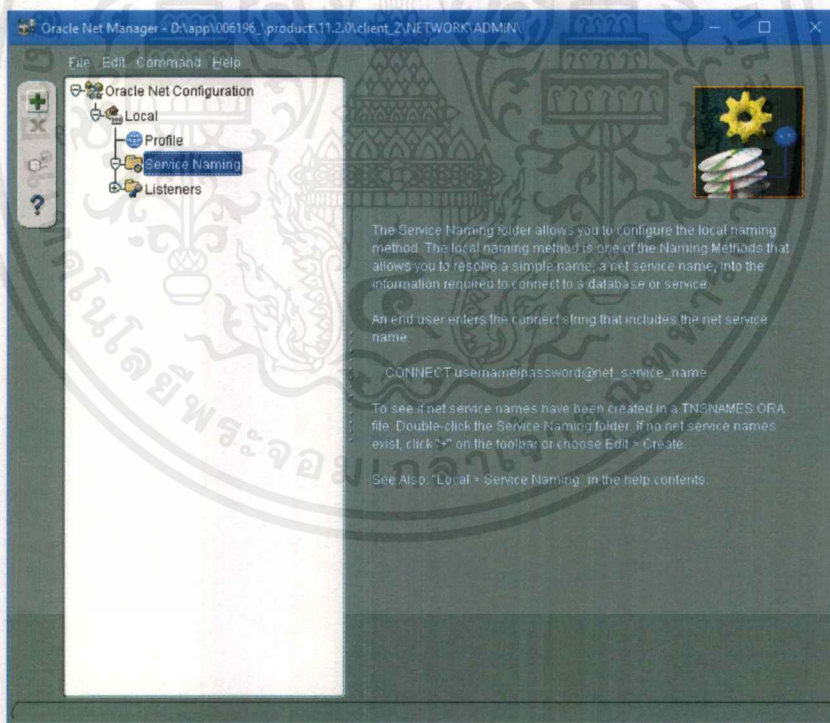 Oracle Net Manager - D:\app\006196_\product\11.2.0\client_2\NETWORK\ADMIN\
File Edit Command Help
Oracle Net Configuration
Local
Profile
Service Naming
Listeners
The Service Naming folder allows you to configure the local naming
method. The local naming method is one of the Naming Methods that
allows you to resolve a simple name, a net service name, into the
information required to connect to a database or service.
An end user enters the connect string that includes the net service
name:
CONNECT username/password@net_service_name
To see if net service names have been created in a TNSNAMES.ORA
file: Double-click the Service Naming folder. If no net service names
exist, click "+" on the toolbar or choose Edit > Create.
See Also: "Local > Service Naming" in the help contents.